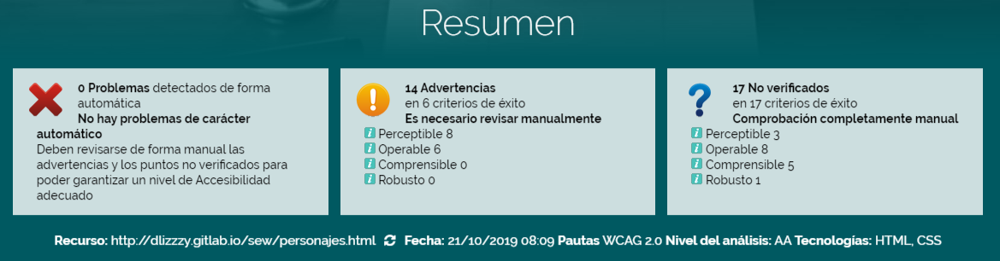 Resumen
0 Problemas detectados de forma
automática
No hay problemas de carácter
automático
Deben revisarse de forma manual las
advertencias y los puntos no verificados para
poder garantizar un nivel de Accesibilidad
adecuado
14 Advertencias
en 6 criterios de éxito
Es necesario revisar manualmente
Perceptible 8
Operable 6
Comprensible 0
Robusto 0
17 No verificados
en 17 criterios de éxito
Comprobación completamente manual
Perceptible 3
Operable 8
Comprensible 5
Robusto 1
Recurso: http://dlizzzy.gitlab.io/sew/personajes.html Fecha: 21/10/2019 08:09 Pautas WCAG 2.0 Nivel del análisis: AA Tecnologías: HTML, CSS